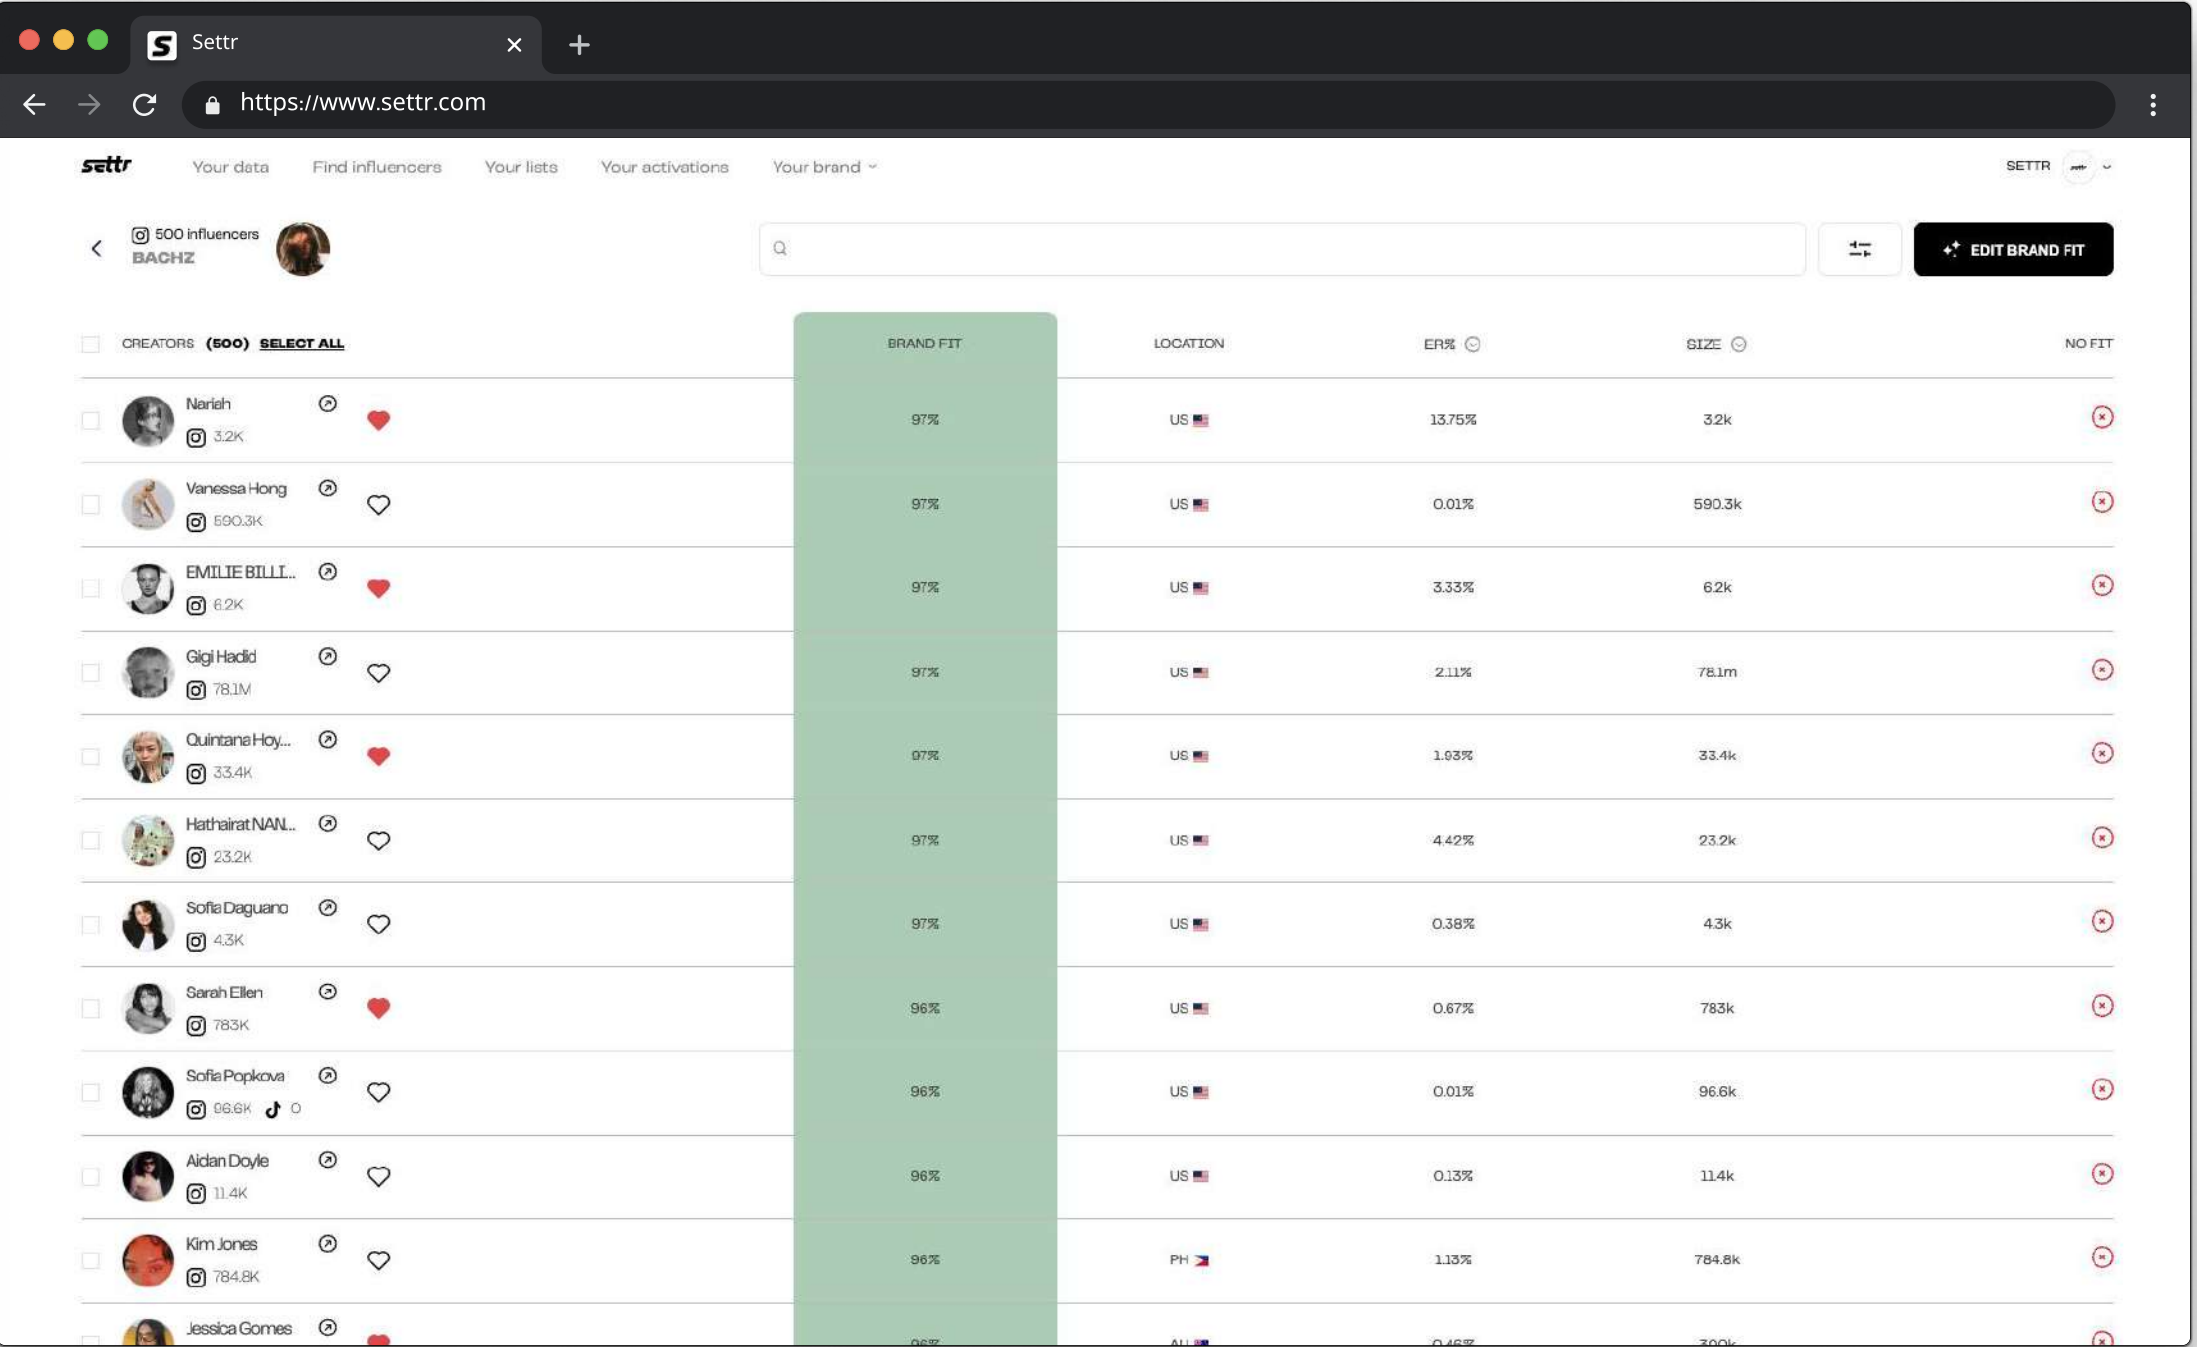 Settr
https://www.settr.com
settr Your data Find influencers Your lists Your activations Your brand SETTR
500 influencers
BACHZ
EDIT BRAND FIT
CREATORS (500) SELECT ALL BRAND FIT LOCATION ER% SIZE NO FIT
Nariah
3.2K
97% US 13.75% 3.2k
Vanessa Hong
590.3K
97% US 0.01% 590.3k
EMILIE BILLI...
6.2K
97% US 3.33% 6.2k
Gigi Hadid
78.1M
97% US 2.11% 78.1m
Quintana Hoy...
33.4K
97% US 1.93% 33.4k
Hathairat NAN...
23.2K
97% US 4.42% 23.2k
Sofia Daguano
4.3K
97% US 0.38% 4.3k
Sarah Ellen
783K
96% US 0.67% 783k
Sofia Popkova
96.6K 0
96% US 0.01% 96.6k
Aidan Doyle
11.4K
96% US 0.13% 11.4k
Kim Jones
784.8K
96% PH 1.13% 784.8k
Jessica Gomes
96% AU 0.46%